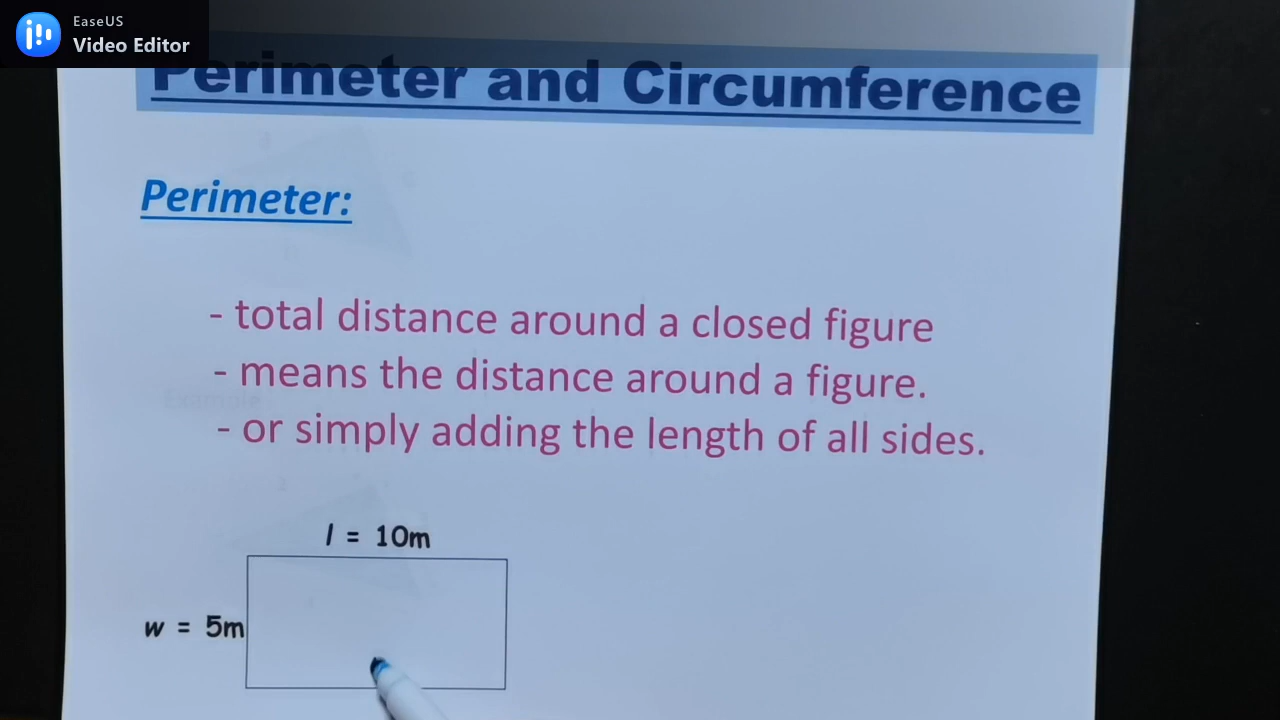 EaseUS
Video Editor
Perimeter and Circumference
Perimeter:
- total distance around a closed figure
- means the distance around a figure.
- or simply adding the length of all sides.
l = 10m
w = 5m